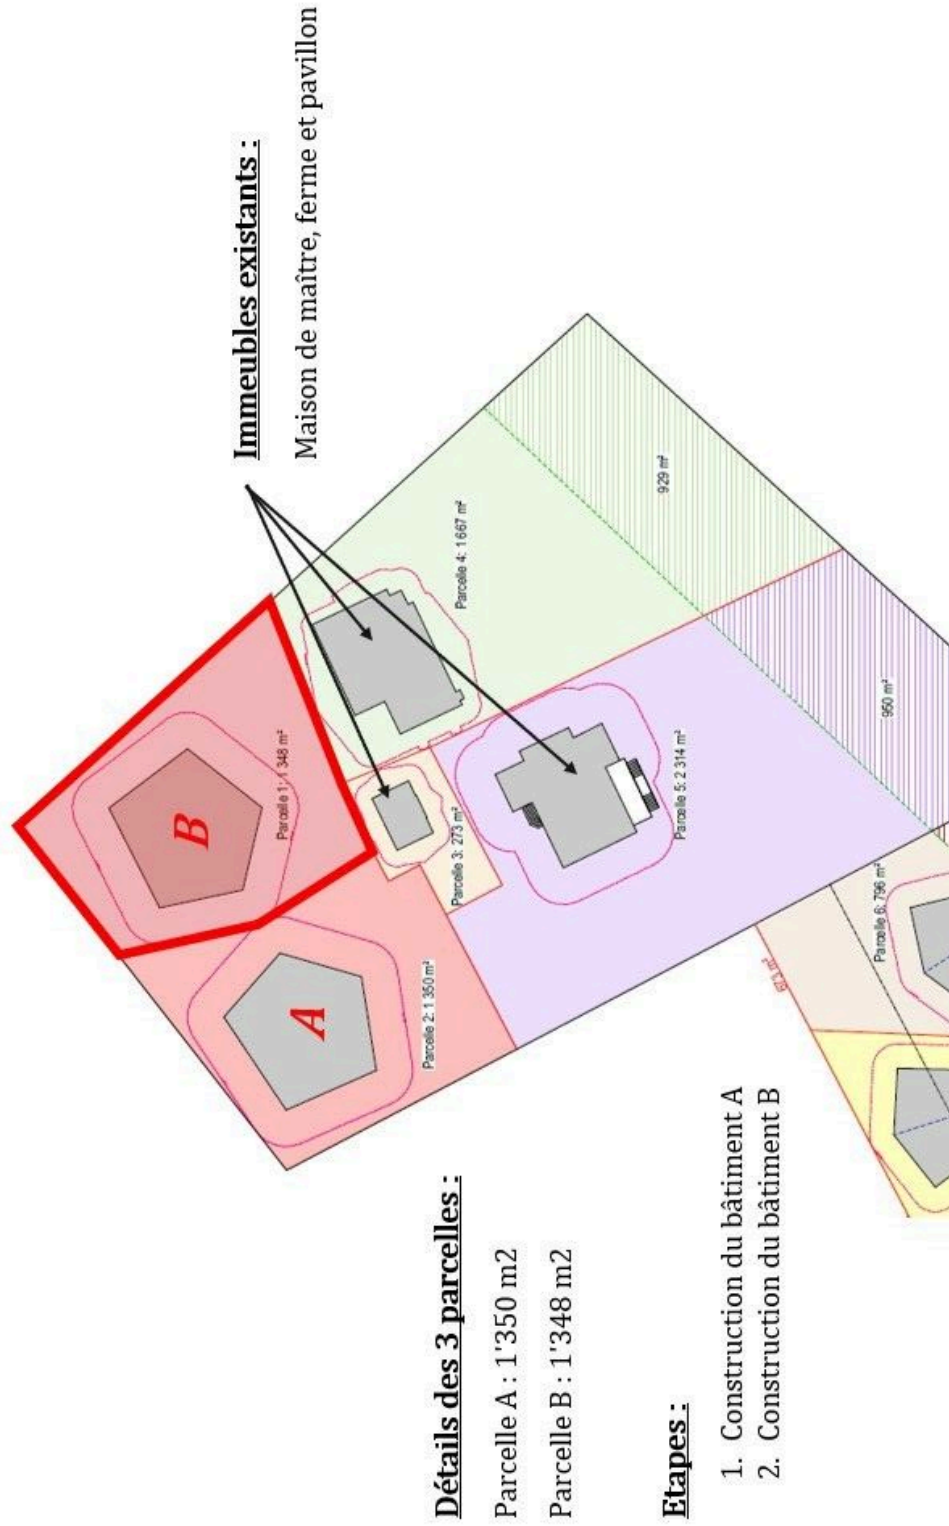 Immeubles existants :
Maison de maître, ferme et pavillon
B
Parcelle 1: 1 348 m²
A
Parcelle 2: 1 350 m²
Parcelle 3: 273 m²
Parcelle 4: 1 667 m²
929 m²
Parcelle 5: 2 314 m²
950 m²
Parcelle 6: 796 m²
Détails des 3 parcelles :
Parcelle A : 1'350 m2
Parcelle B : 1'348 m2
Etapes :
1. Construction du bâtiment A
2. Construction du bâtiment B